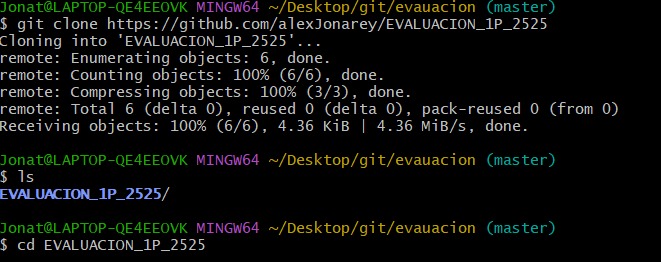 Jonat@LAPTOP-QE4EEOVK MINGW64 ~/Desktop/git/evauacion (master)
$ git clone https://github.com/alexJonarey/EVALUACION_1P_2525
Cloning into 'EVALUACION_1P_2525'...
remote: Enumerating objects: 6, done.
remote: Counting objects: 100% (6/6), done.
remote: Compressing objects: 100% (3/3), done.
remote: Total 6 (delta 0), reused 0 (delta 0), pack-reused 0 (from 0)
Receiving objects: 100% (6/6), 4.36 KiB | 4.36 MiB/s, done.
Jonat@LAPTOP-QE4EEOVK MINGW64 ~/Desktop/git/evauacion (master)
$ ls
EVALUACION_1P_2525/
Jonat@LAPTOP-QE4EEOVK MINGW64 ~/Desktop/git/evauacion (master)
$ cd EVALUACION_1P_2525